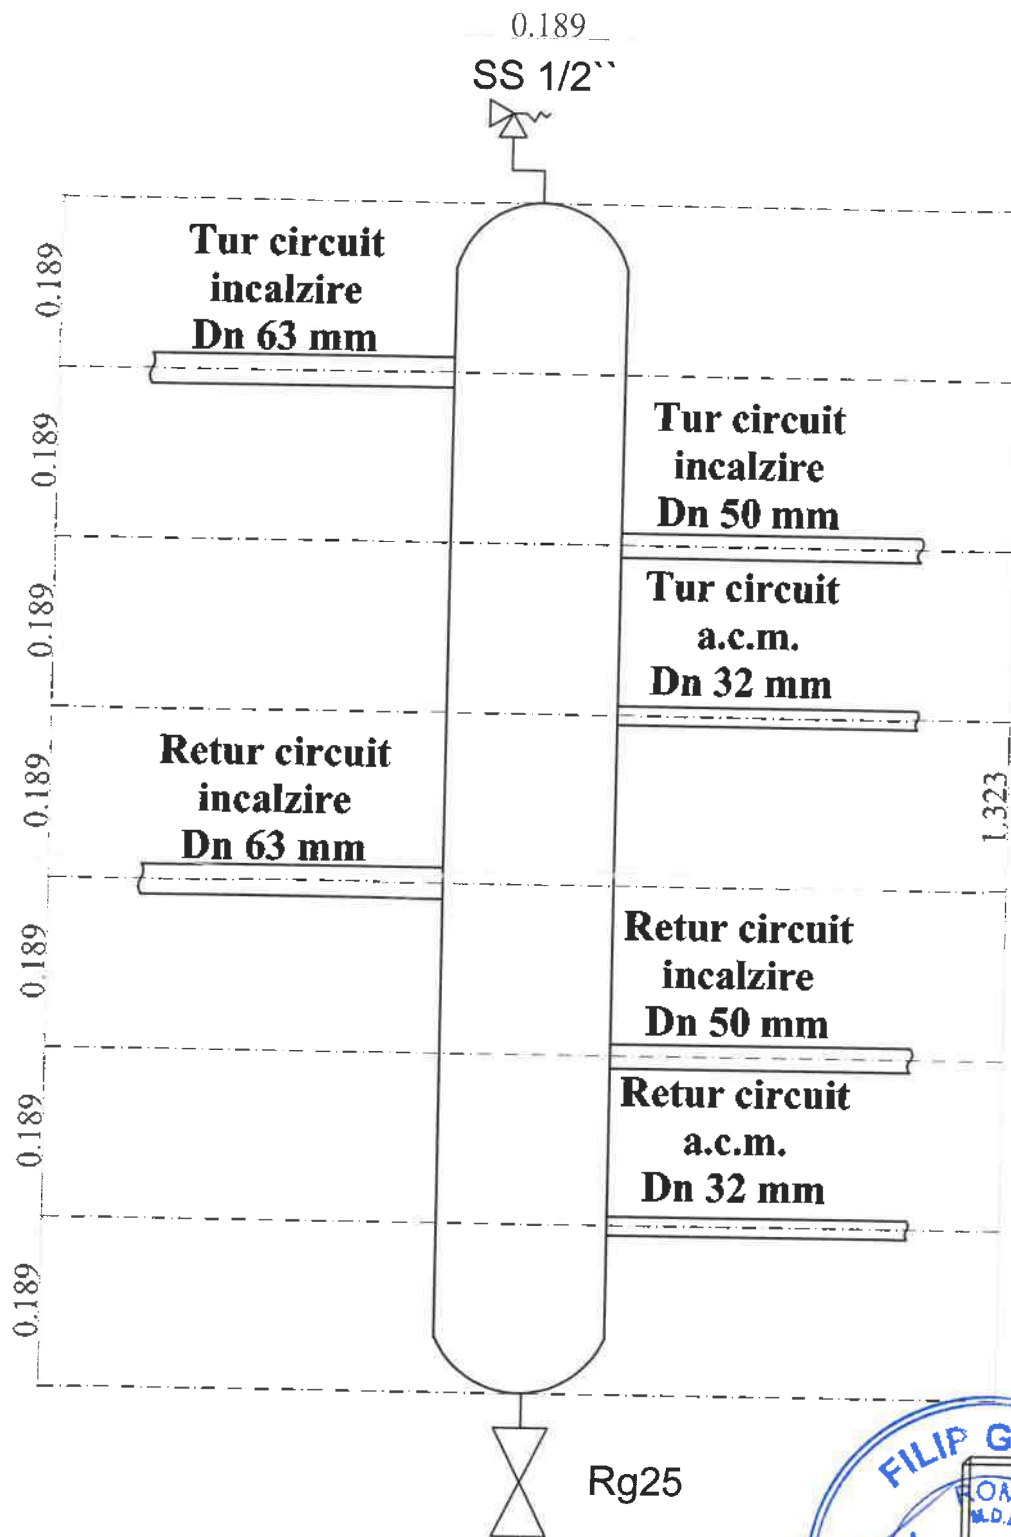 0.189
SS 1/2``
0.189
Tur circuit
incalzire
Dn 63 mm
0.189
Tur circuit
incalzire
Dn 50 mm
0.189
Tur circuit
a.c.m.
Dn 32 mm
0.189
Retur circuit
incalzire
Dn 63 mm
1.323
0.189
Retur circuit
incalzire
Dn 50 mm
0.189
Retur circuit
a.c.m.
Dn 32 mm
0.189
Rg25
FILIP G
ROM
M.D.